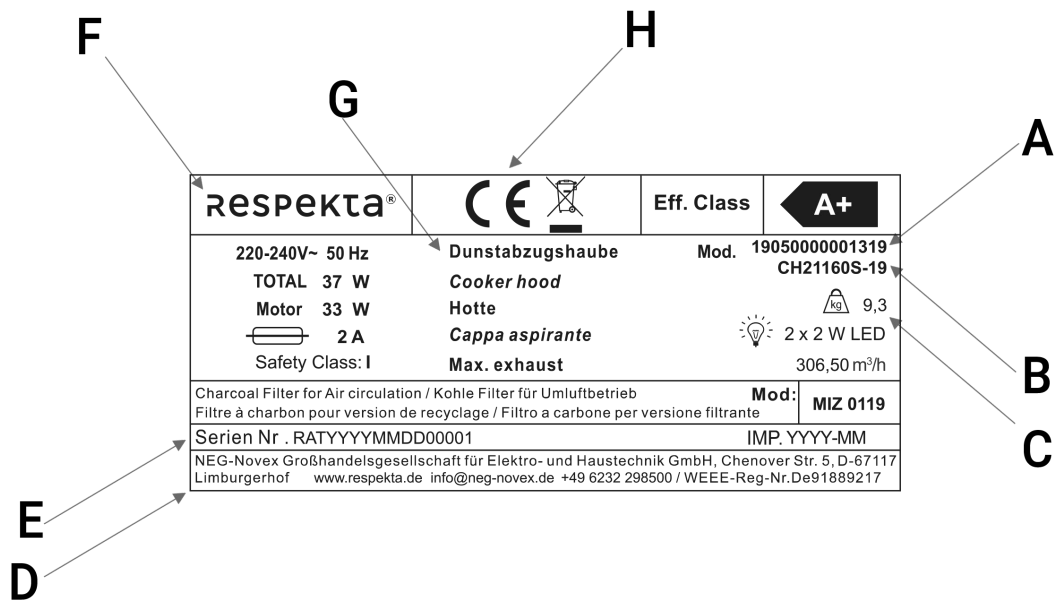 F
H
G
A
Respekta®
CE
Eff. Class
A+
220-240V~ 50 Hz
Dunstabzugshaube
Mod. 19050000001319
CH21160S-19
TOTAL 37 W
Cooker hood
Motor 33 W
Hotte
kg 9,3
2 A
Cappa aspirante
2 x 2 W LED
Safety Class: I
Max. exhaust
306,50 m³/h
B
Charcoal Filter for Air circulation / Kohle Filter für Umluftbetrieb
Filtre à charbon pour version de recyclage / Filtro a carbone per versione filtrante
Mod:
MIZ 0119
C
Serien Nr . RATYYYYMMDD00001
IMP. YYYY-MM
NEG-Novex Großhandelsgesellschaft für Elektro- und Haustechnik GmbH, Chenover Str. 5, D-67117
Limburgerhof www.respekta.de info@neg-novex.de +49 6232 298500 / WEEE-Reg-Nr.De91889217
E
D